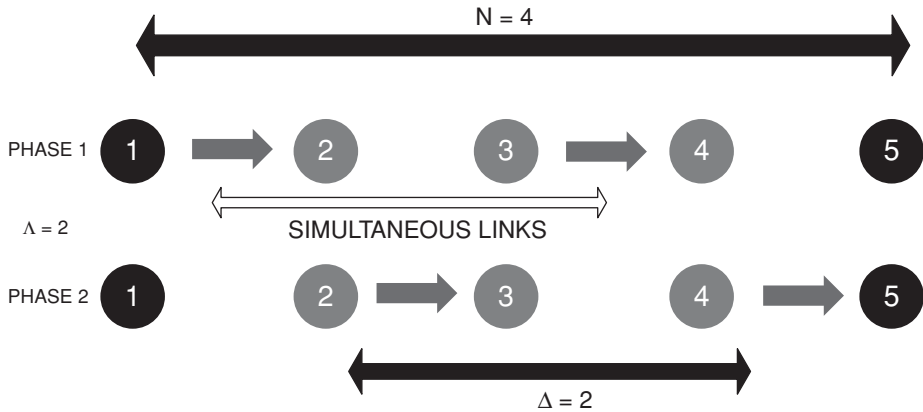 N = 4
PHASE 1
1 2 3 4 5
SIMULTANEOUS LINKS
Λ = 2
PHASE 2
1 2 3 4 5
Δ = 2